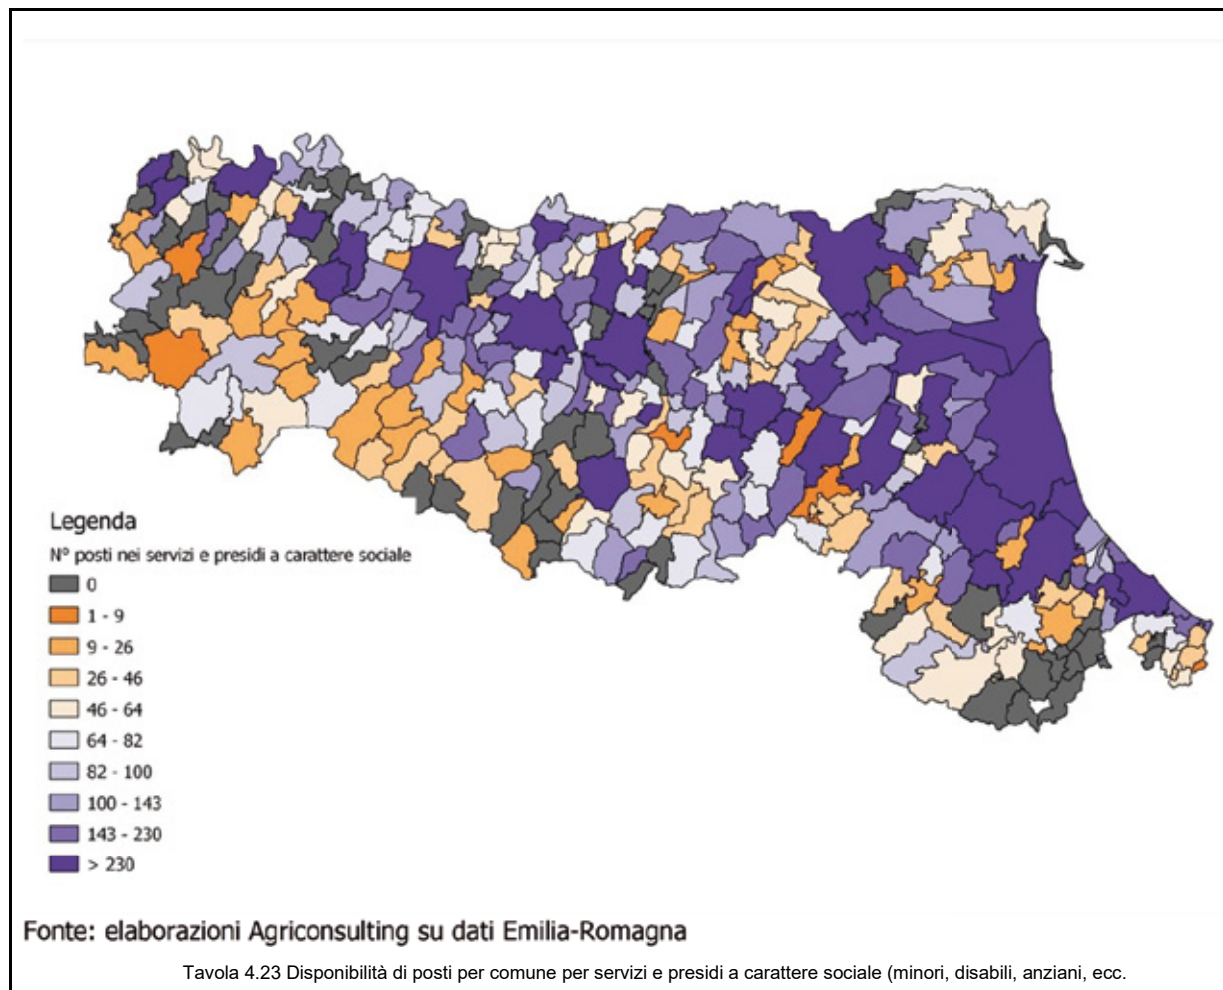 Legenda
N° posti nei servizi e presidi a carattere sociale
0
1 - 9
9 - 26
26 - 46
46 - 64
64 - 82
82 - 100
100 - 143
143 - 230
> 230
Fonte: elaborazioni Agriconsulting su dati Emilia-Romagna
Tavola 4.23 Disponibilità di posti per comune per servizi e presidi a carattere sociale (minori, disabili, anziani, ecc.